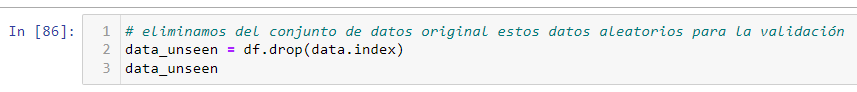 In [86]:
1 # eliminamos del conjunto de datos original estos datos aleatorios para la validación
2 data_unseen = df.drop(data.index)
3 data_unseen